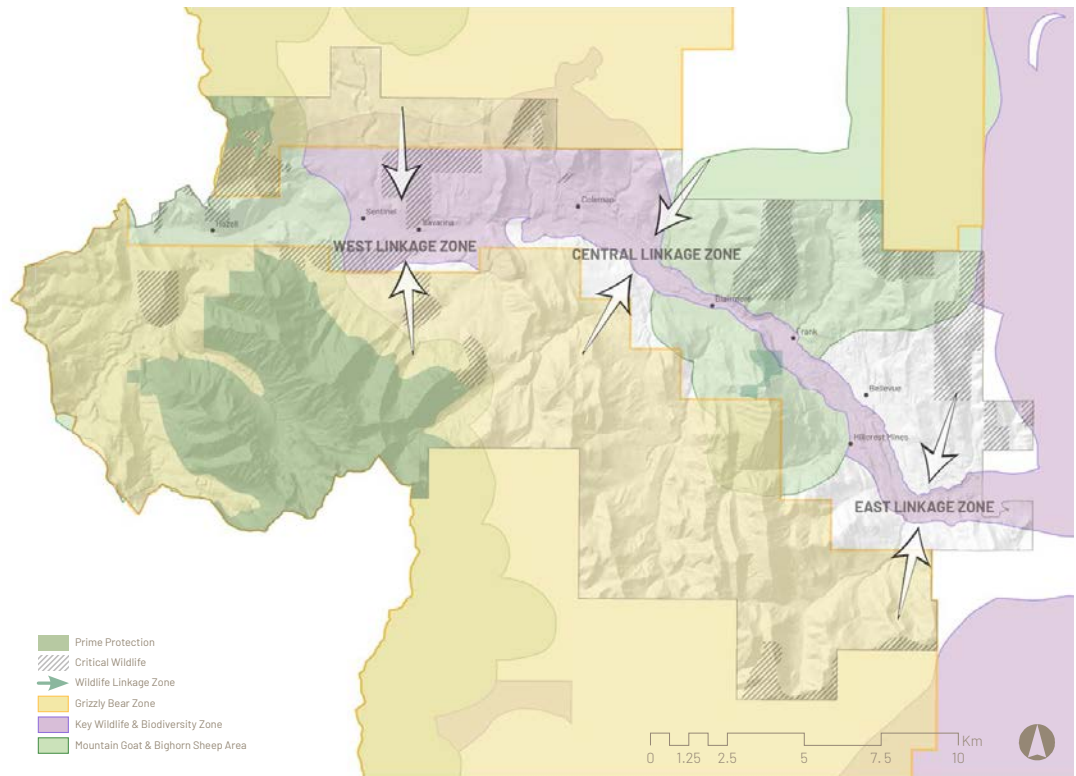 Sentinel
Savanna
Coleman
Hazell
WEST LINKAGE ZONE
CENTRAL LINKAGE ZONE
Blairmore
Frank
Bellevue
Hillcrest Mines
EAST LINKAGE ZONE
Prime Protection
Critical Wildlife
Wildlife Linkage Zone
Grizzly Bear Zone
Key Wildlife & Biodiversity Zone
Mountain Goat & Bighorn Sheep Area
Km
0 1.25 2.5 5 7.5 10